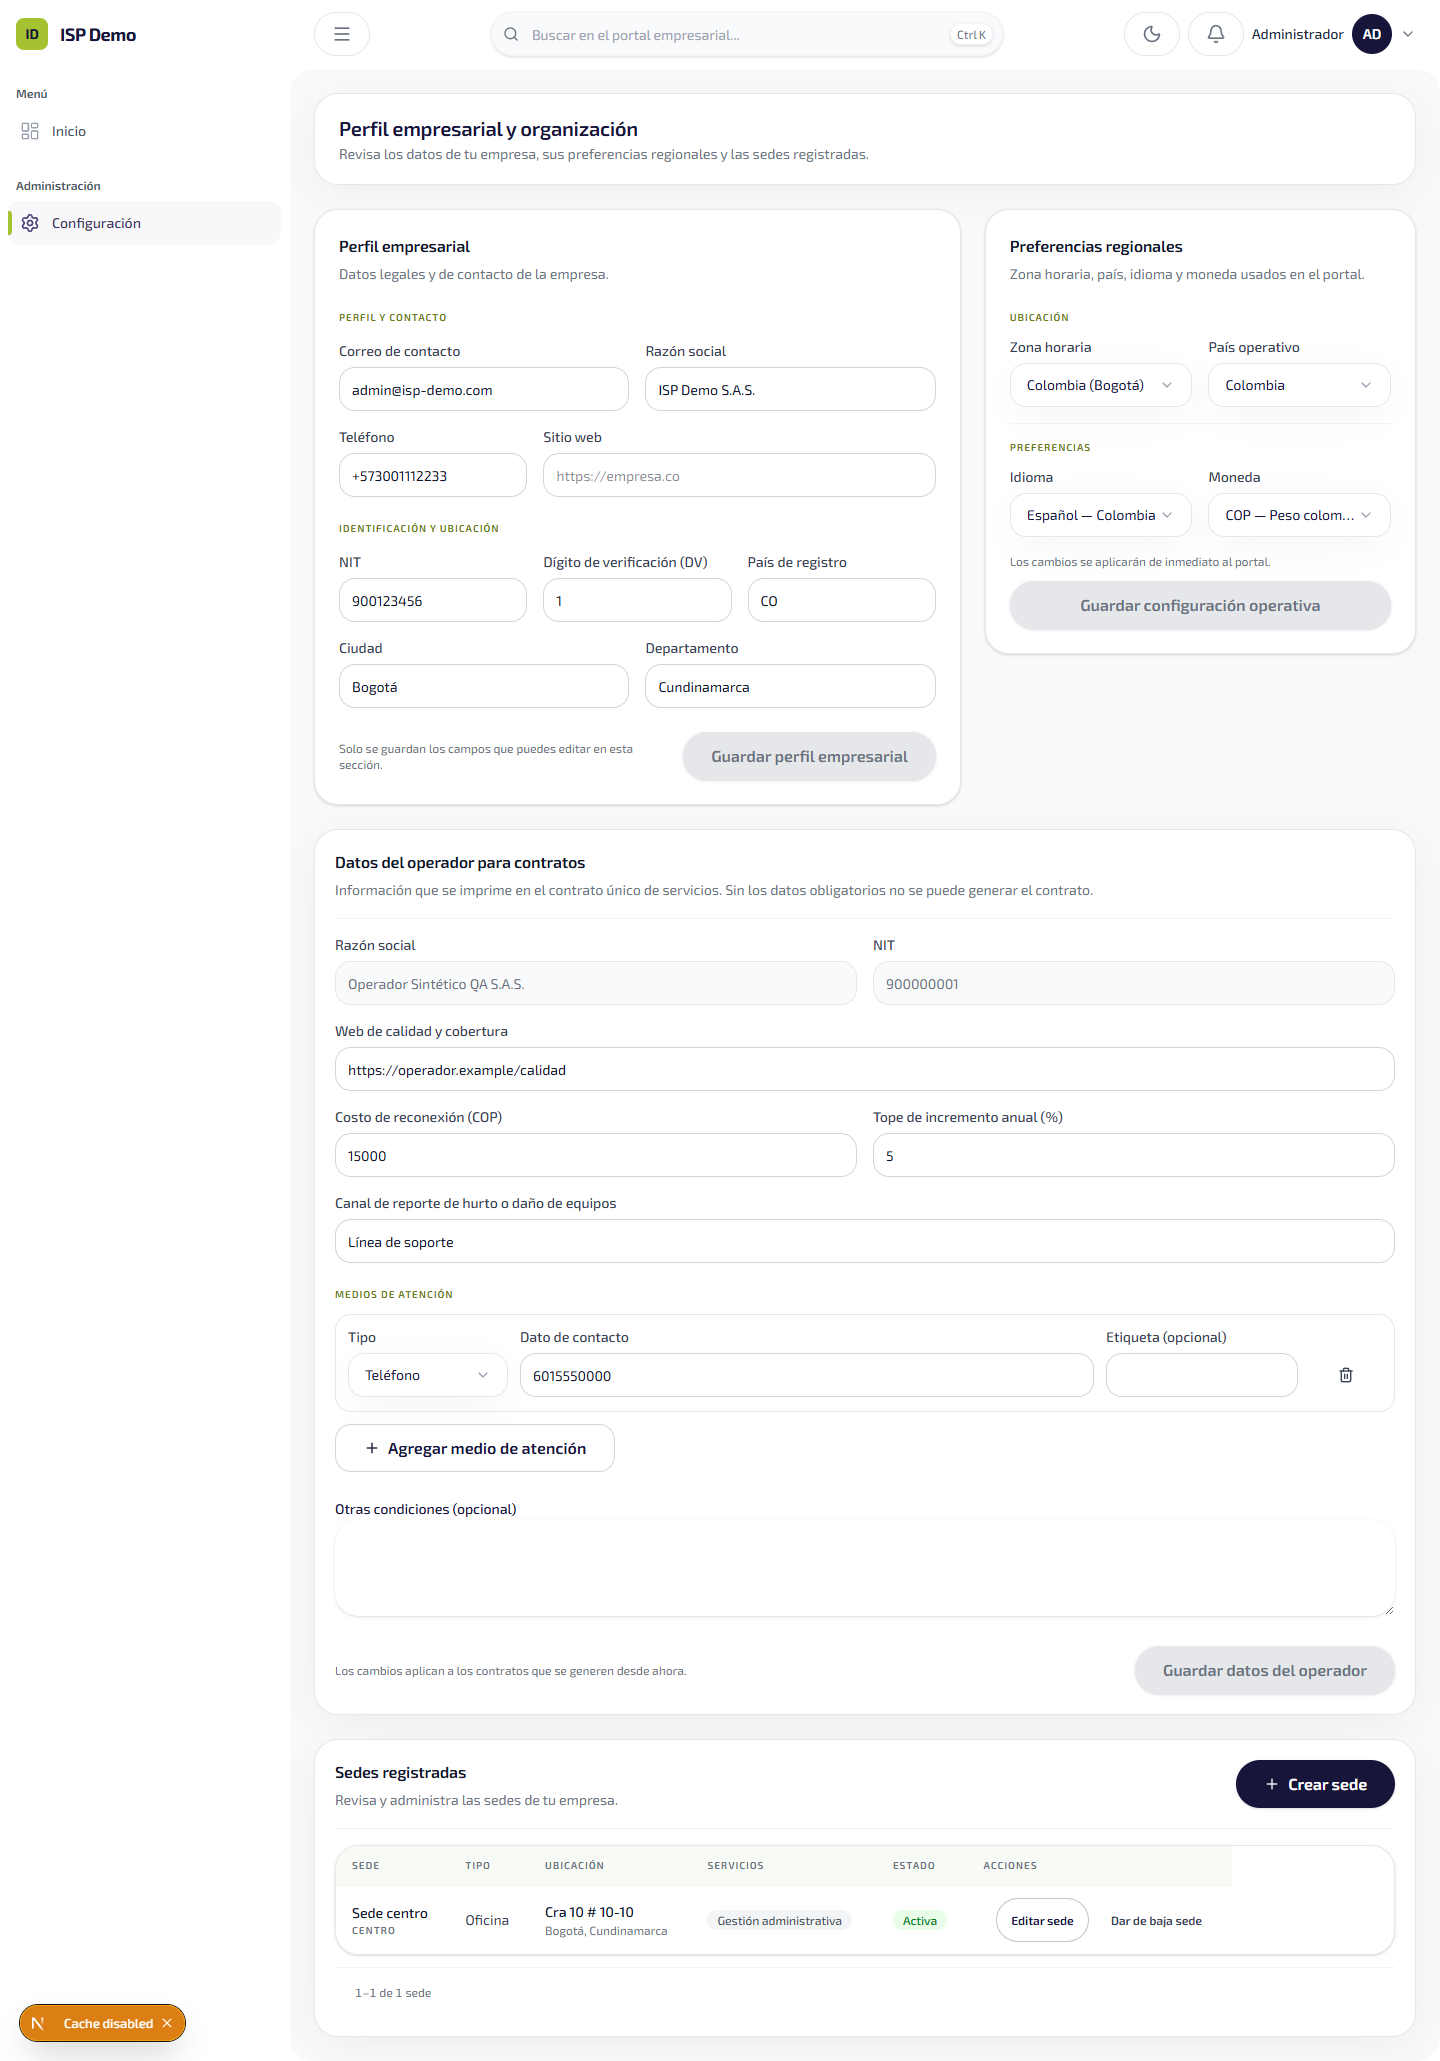 ID ISP Demo
Buscar en el portal empresarial...
Ctrl K
Administrador
AD
Menú
Inicio
Administración
Configuración
Perfil empresarial y organización
Revisa los datos de tu empresa, sus preferencias regionales y las sedes registradas.
Perfil empresarial
Datos legales y de contacto de la empresa.
PERFIL Y CONTACTO
Correo de contacto
Razón social
admin@isp-demo.com
ISP Demo S.A.S.
Teléfono
Sitio web
+573001112233
https://empresa.co
IDENTIFICACIÓN Y UBICACIÓN
NIT
Dígito de verificación (DV)
País de registro
900123456
1
CO
Ciudad
Departamento
Bogotá
Cundinamarca
Solo se guardan los campos que puedes editar en esta
sección.
Guardar perfil empresarial
Preferencias regionales
Zona horaria, país, idioma y moneda usados en el portal.
UBICACIÓN
Zona horaria
País operativo
Colombia (Bogotá)
Colombia
PREFERENCIAS
Idioma
Moneda
Español — Colombia
COP — Peso colom...
Los cambios se aplicarán de inmediato al portal.
Guardar configuración operativa
Datos del operador para contratos
Información que se imprime en el contrato único de servicios. Sin los datos obligatorios no se puede generar el contrato.
Razón social
NIT
Operador Sintético QA S.A.S.
900000001
Web de calidad y cobertura
https://operador.example/calidad
Costo de reconexión (COP)
Tope de incremento anual (%)
15000
5
Canal de reporte de hurto o daño de equipos
Línea de soporte
MEDIOS DE ATENCIÓN
Tipo
Dato de contacto
Etiqueta (opcional)
Teléfono
6015550000
+ Agregar medio de atención
Otras condiciones (opcional)
Los cambios aplican a los contratos que se generen desde ahora.
Guardar datos del operador
Sedes registradas
Revisa y administra las sedes de tu empresa.
+ Crear sede
SEDE TIPO UBICACIÓN SERVICIOS ESTADO ACCIONES
Sede centro
CENTRO
Oficina
Cra 10 # 10-10
Bogotá, Cundinamarca
Gestión administrativa
Activa
Editar sede
Dar de baja sede
1–1 de 1 sede
N Cache disabled